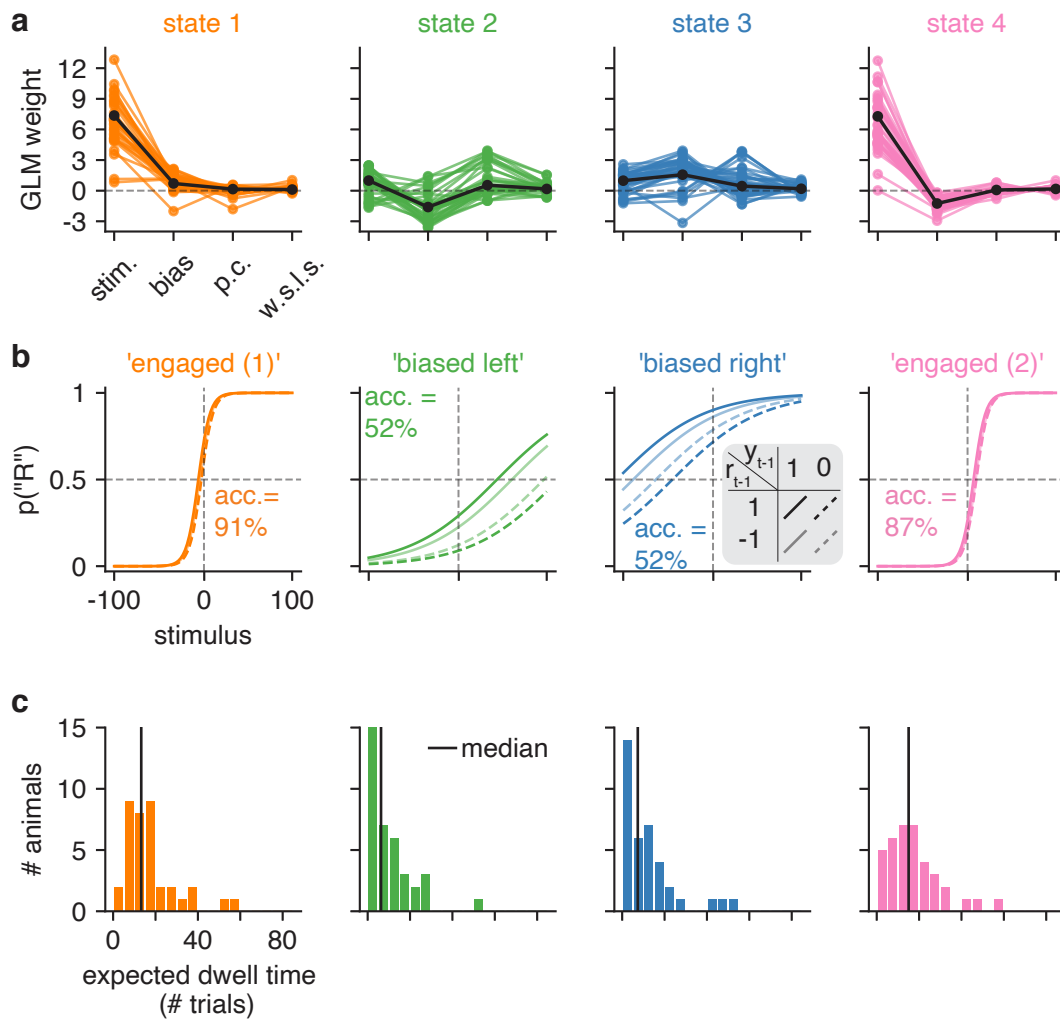 a
state 1
state 2
state 3
state 4
GLM weight
12
9
6
3
0
-3
stim.
bias
p.c.
w.s.l.s.
b
'engaged (1)'
'biased left'
'biased right'
'engaged (2)'
p("R")
1
0.5
0
acc.=
91%
acc. =
52%
acc. =
52%
y_{t-1}
r_{t-1}
1 0
1
-1
acc. =
87%
-100 0 100
stimulus
c
# animals
15
10
5
0
median
0 40 80
expected dwell time
(# trials)